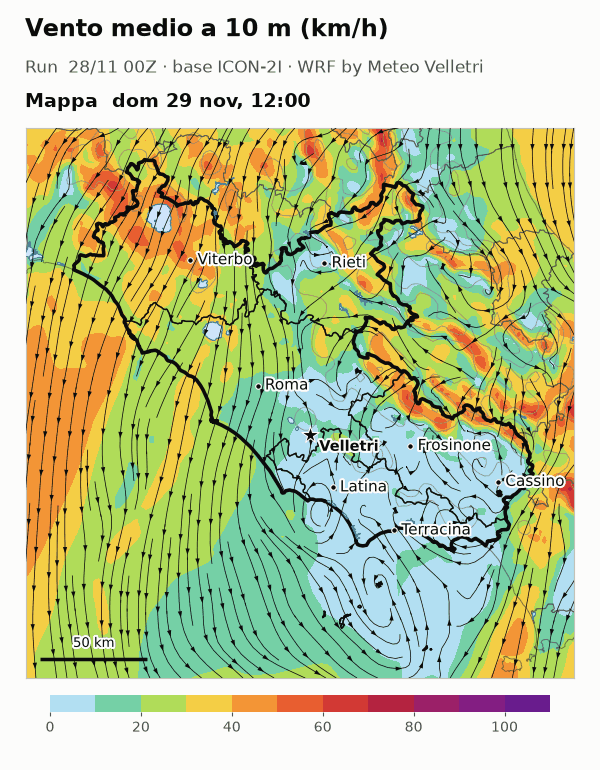 Vento medio a 10 m (km/h)
Run  28/11 00Z · base ICON-2I · WRF by Meteo Velletri
Mappa  dom 29 nov, 12:00
Viterbo
Rieti
Roma
Velletri
Frosinone
Cassino
Latina
Terracina
50 km
0 20 40 60 80 100